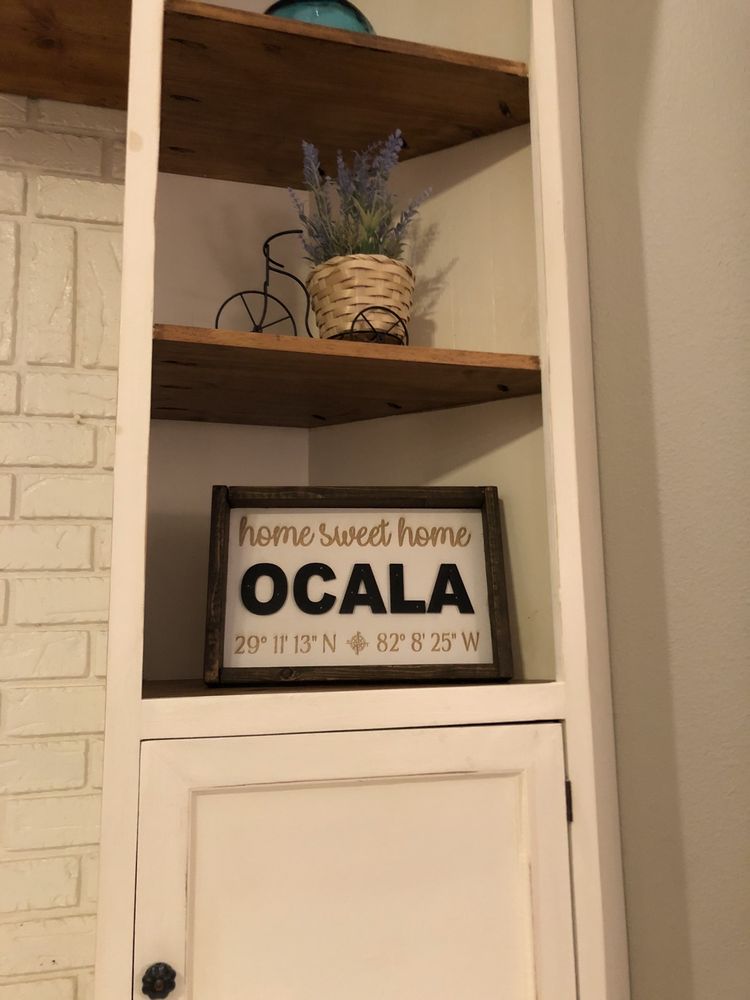 home sweet home
OCALA
29° 11' 13" N 82° 8' 25" W